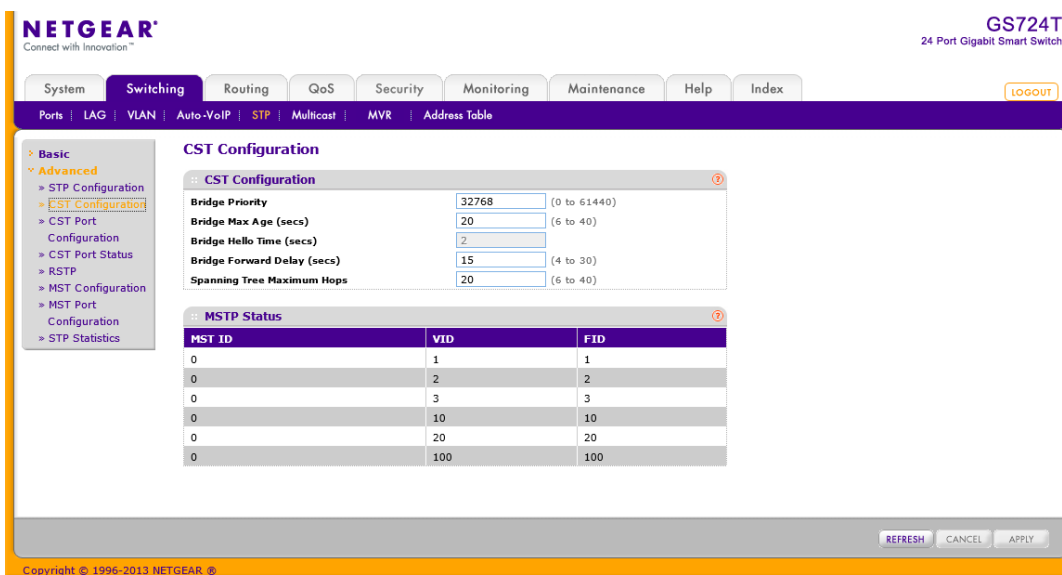 NETGEAR®
Connect with Innovation™
GS724T
24 Port Gigabit Smart Switch
System Switching Routing QoS Security Monitoring Maintenance Help Index
LOGOUT
Ports LAG VLAN Auto-VoIP STP Multicast MVR Address Table
Basic
Advanced
» STP Configuration
» CST Configuration
» CST Port
Configuration
» CST Port Status
» RSTP
» MST Configuration
» MST Port
Configuration
» STP Statistics
CST Configuration
:: CST Configuration ?
Bridge Priority 32768 (0 to 61440)
Bridge Max Age (secs) 20 (6 to 40)
Bridge Hello Time (secs) 2
Bridge Forward Delay (secs) 15 (4 to 30)
Spanning Tree Maximum Hops 20 (6 to 40)
:: MSTP Status ?
MST ID VID FID
0 1 1
0 2 2
0 3 3
0 10 10
0 20 20
0 100 100
REFRESH CANCEL APPLY
Copyright © 1996-2013 NETGEAR ®